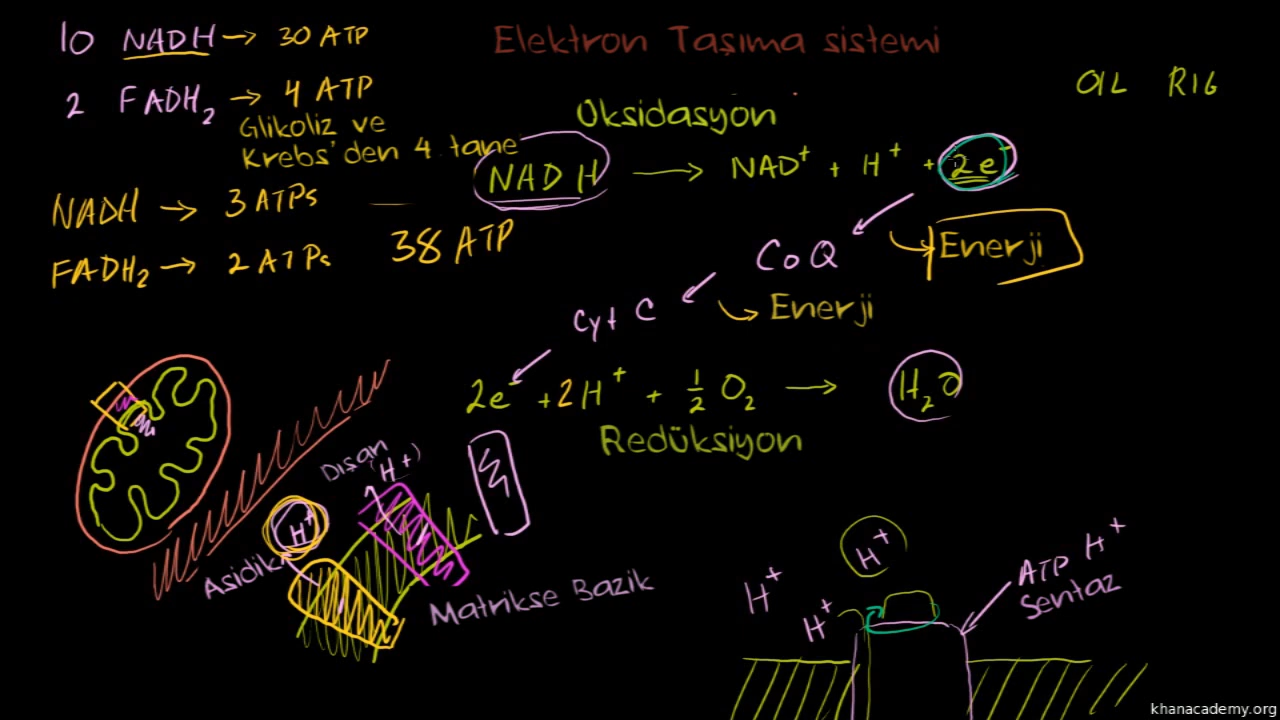 10 NADH → 30 ATP
Elektron Taşıma sistemi
OIL RIG
2 FADH₂ → 4 ATP
Glikoliz ve
Krebs'den 4 tane
Oksidasyon
NADH → NAD⁺ + H⁺ + 2e⁻
NADH → 3 ATPs
FADH₂ → 2 ATPs
38 ATP
CoQ
Enerji
Cyt C
Enerji
2e⁻ + 2H⁺ + ½ O₂ → H₂O
Redüksiyon
Dışarı
H⁺
H⁺
Asidik
Matrikse Bazik
H⁺
H⁺
H⁺
ATP H⁺
Sentaz
khanacademy.org